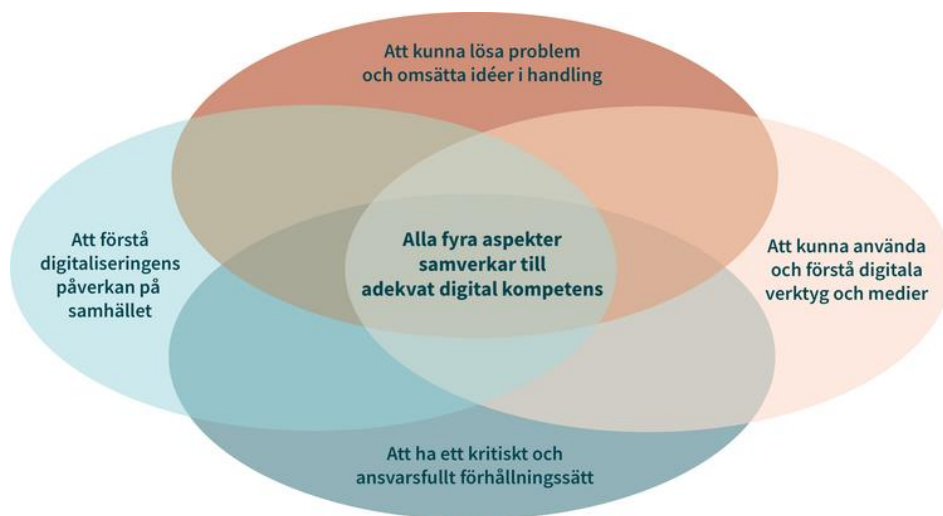 Att kunna lösa problem
och omsätta idéer i handling
Att förstå
digitaliseringens
påverkan på
samhället
Alla fyra aspekter
samverkar till
adekvat digital kompetens
Att kunna använda
och förstå digitala
verktyg och medier
Att ha ett kritiskt och
ansvarsfullt förhållningssätt